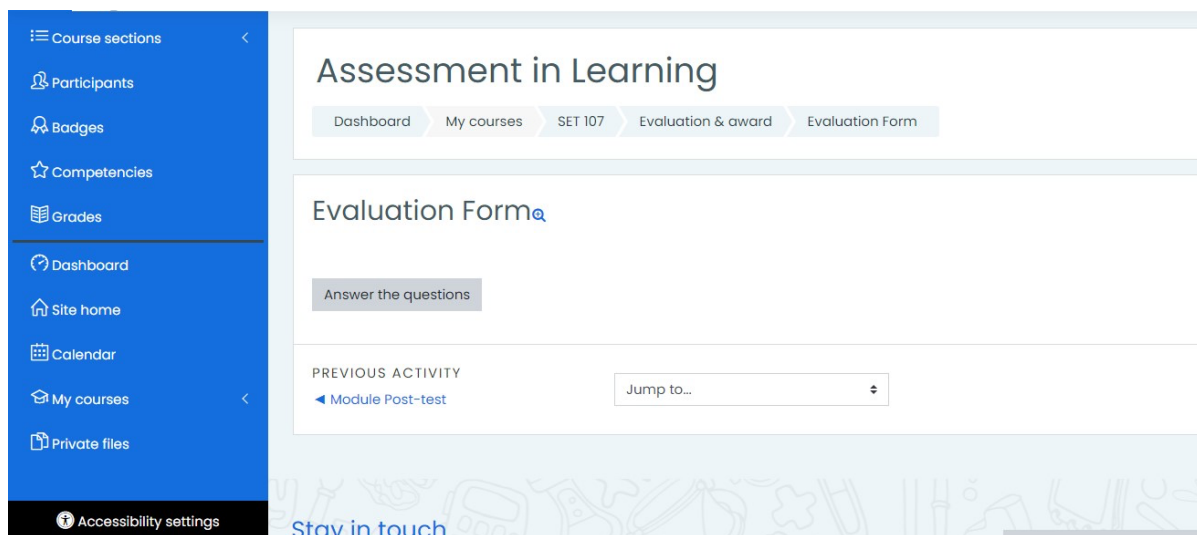 Course sections
Participants
Badges
Competencies
Grades
Dashboard
Site home
Calendar
My courses
Private files
Accessibility settings
Assessment in Learning
Dashboard My courses SET 107 Evaluation & award Evaluation Form
Evaluation Form
Answer the questions
PREVIOUS ACTIVITY
◄ Module Post-test
Jump to...
Stay in touch